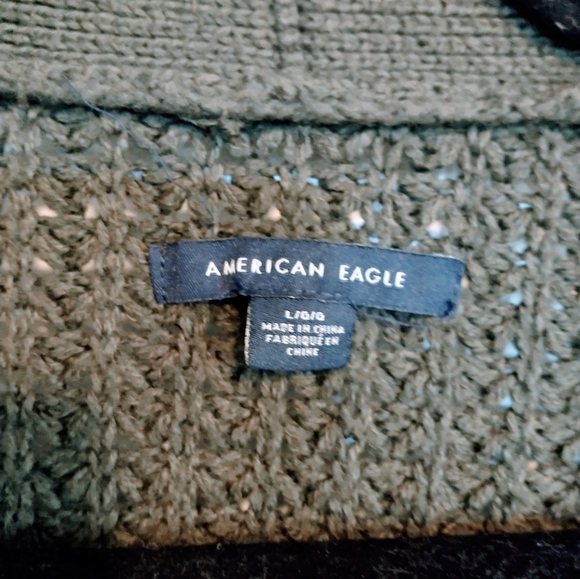 AMERICAN EAGLE
L/G/G
MADE IN CHINA
FABRIQUÉ EN
CHINE